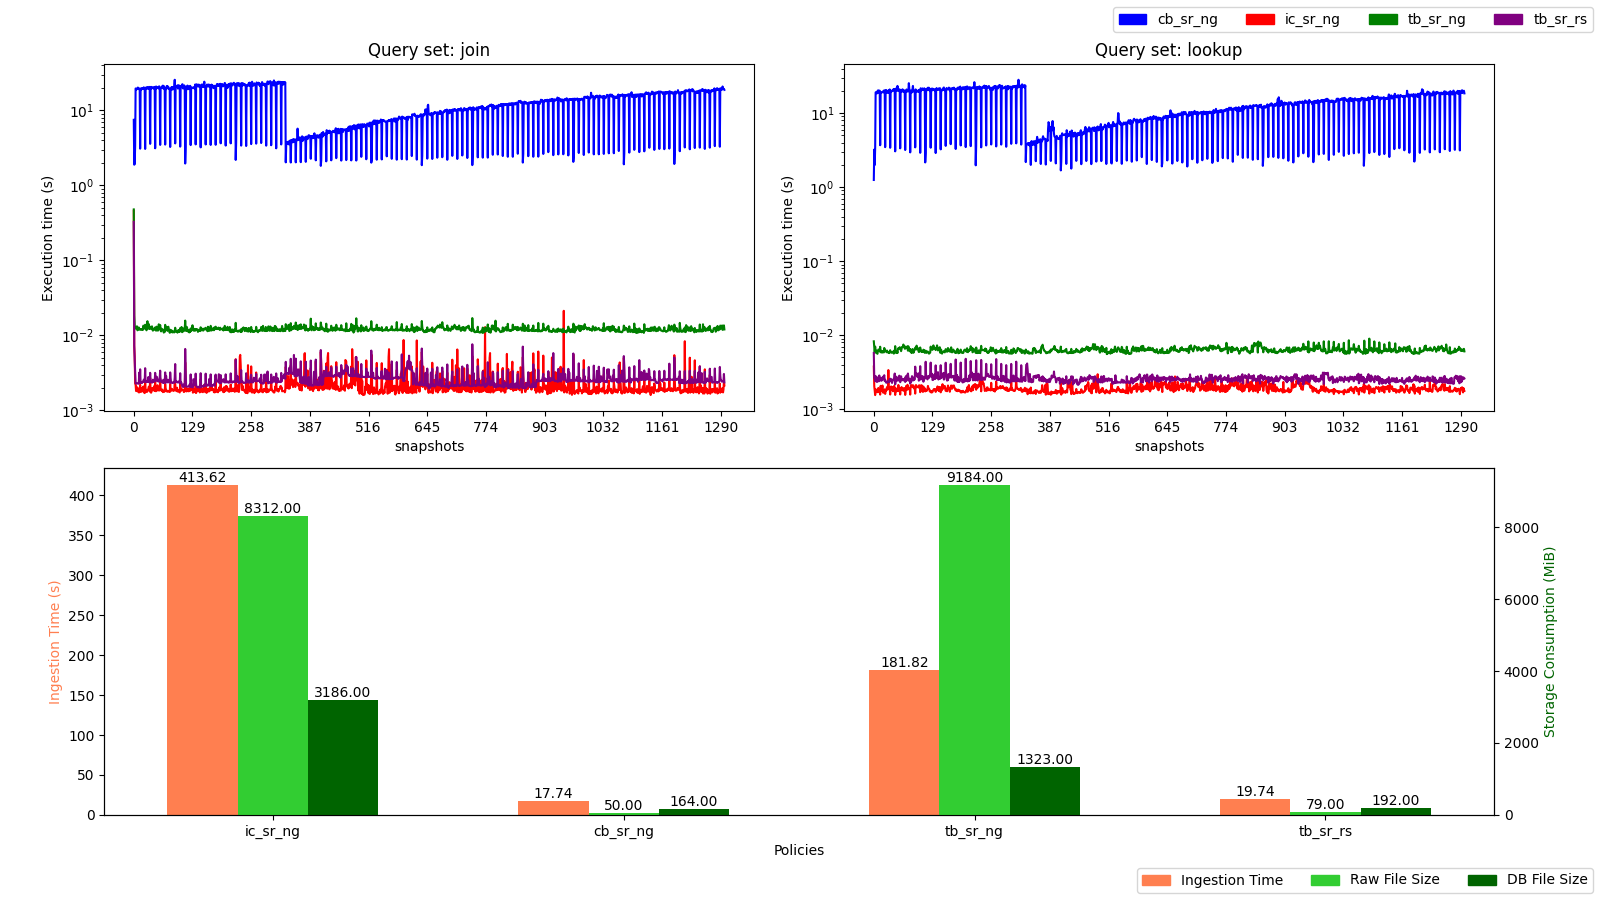 cb_sr_ng ic_sr_ng tb_sr_ng tb_sr_rs
Query set: join
Execution time (s)
10^1
10^0
10^−1
10^−2
10^−3
0 129 258 387 516 645 774 903 1032 1161 1290
snapshots
Query set: lookup
Execution time (s)
10^1
10^0
10^−1
10^−2
10^−3
0 129 258 387 516 645 774 903 1032 1161 1290
snapshots
Ingestion Time (s)
400
350
300
250
200
150
100
50
0
413.62
8312.00
3186.00
17.74
50.00
164.00
181.82
9184.00
1323.00
19.74
79.00
192.00
8000
6000
4000
2000
0
Storage Consumption (MiB)
ic_sr_ng cb_sr_ng tb_sr_ng tb_sr_rs
Policies
Ingestion Time Raw File Size DB File Size